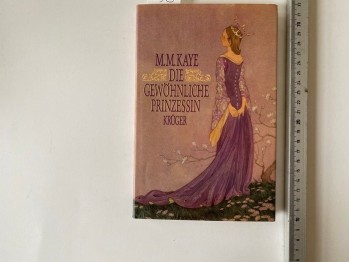 M.M. KAYE
DIE
GEWÖHNLICHE
PRINZESSIN
KRÜGER